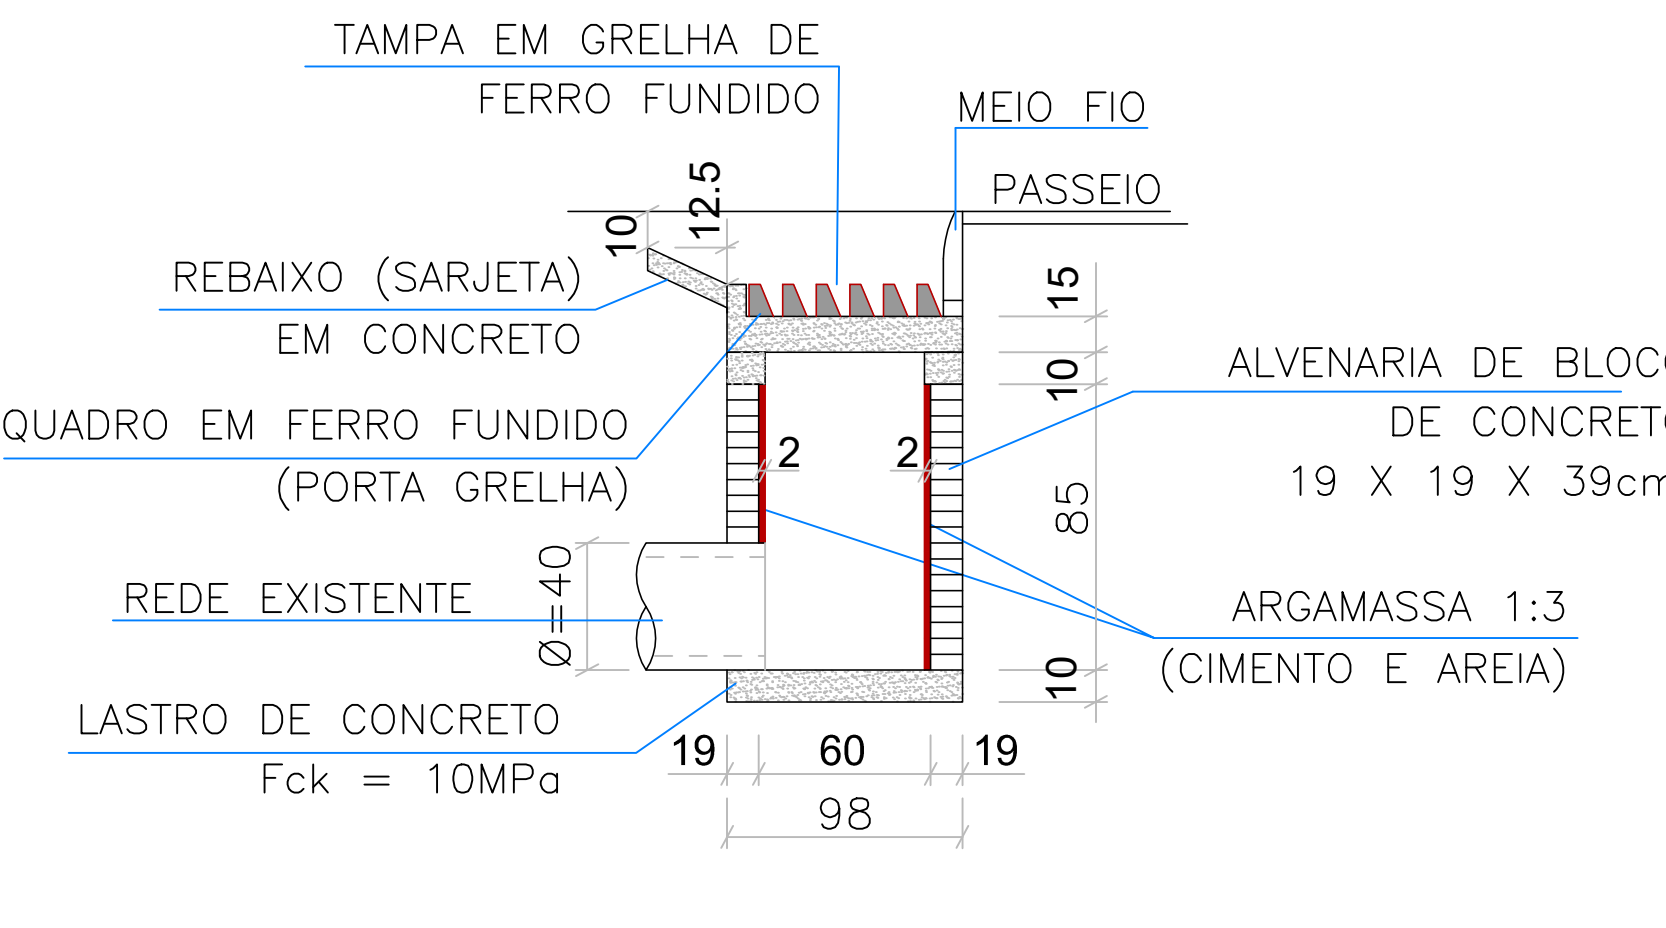 TAMPA EM GRELHA DE
FERRO FUNDIDO
MEIO FIO
PASSEIO
12.5
10
REBAIXO (SARJETA)
EM CONCRETO
15
10
ALVENARIA DE BLOCO
DE CONCRETO
19 X 19 X 39cm
QUADRO EM FERRO FUNDIDO
(PORTA GRELHA)
2
2
85
Ø=40
REDE EXISTENTE
ARGAMASSA 1:3
(CIMENTO E AREIA)
10
LASTRO DE CONCRETO
Fck = 10MPa
19
60
19
98